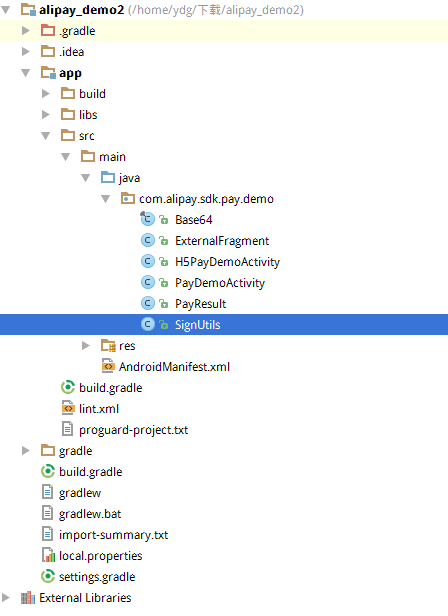 alipay_demo2 (/home/ydg/下载/alipay_demo2)
.gradle
.idea
app
build
libs
src
main
java
com.alipay.sdk.pay.demo
C Base64
C ExternalFragment
C H5PayDemoActivity
C PayDemoActivity
C PayResult
C SignUtils
res
AndroidManifest.xml
build.gradle
lint.xml
proguard-project.txt
gradle
build.gradle
gradlew
gradlew.bat
import-summary.txt
local.properties
settings.gradle
External Libraries